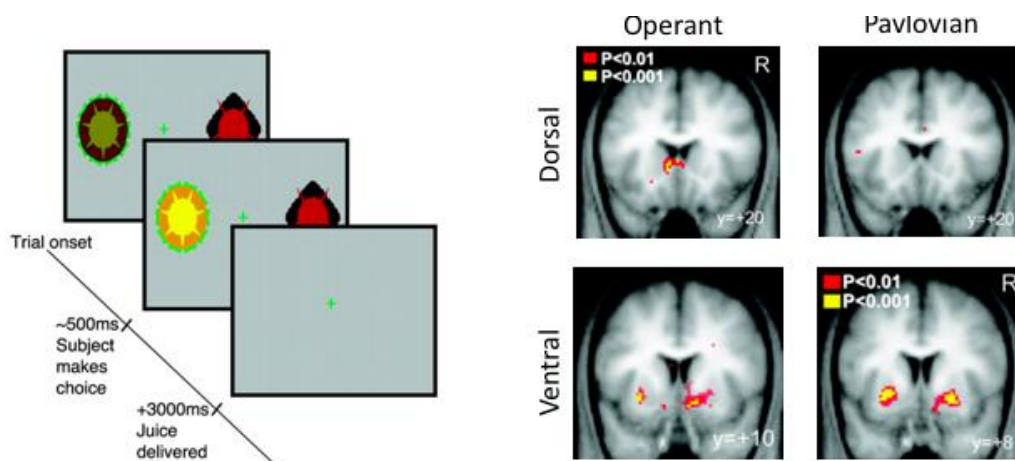 Operant
Pavlovian
Dorsal
P<0.01
P<0.001
R
y=+20
y=+20
Trial onset
~500ms
Subject
makes
choice
+3000ms
Juice
delivered
Ventral
P<0.01
P<0.001
R
y=+10
y=+8